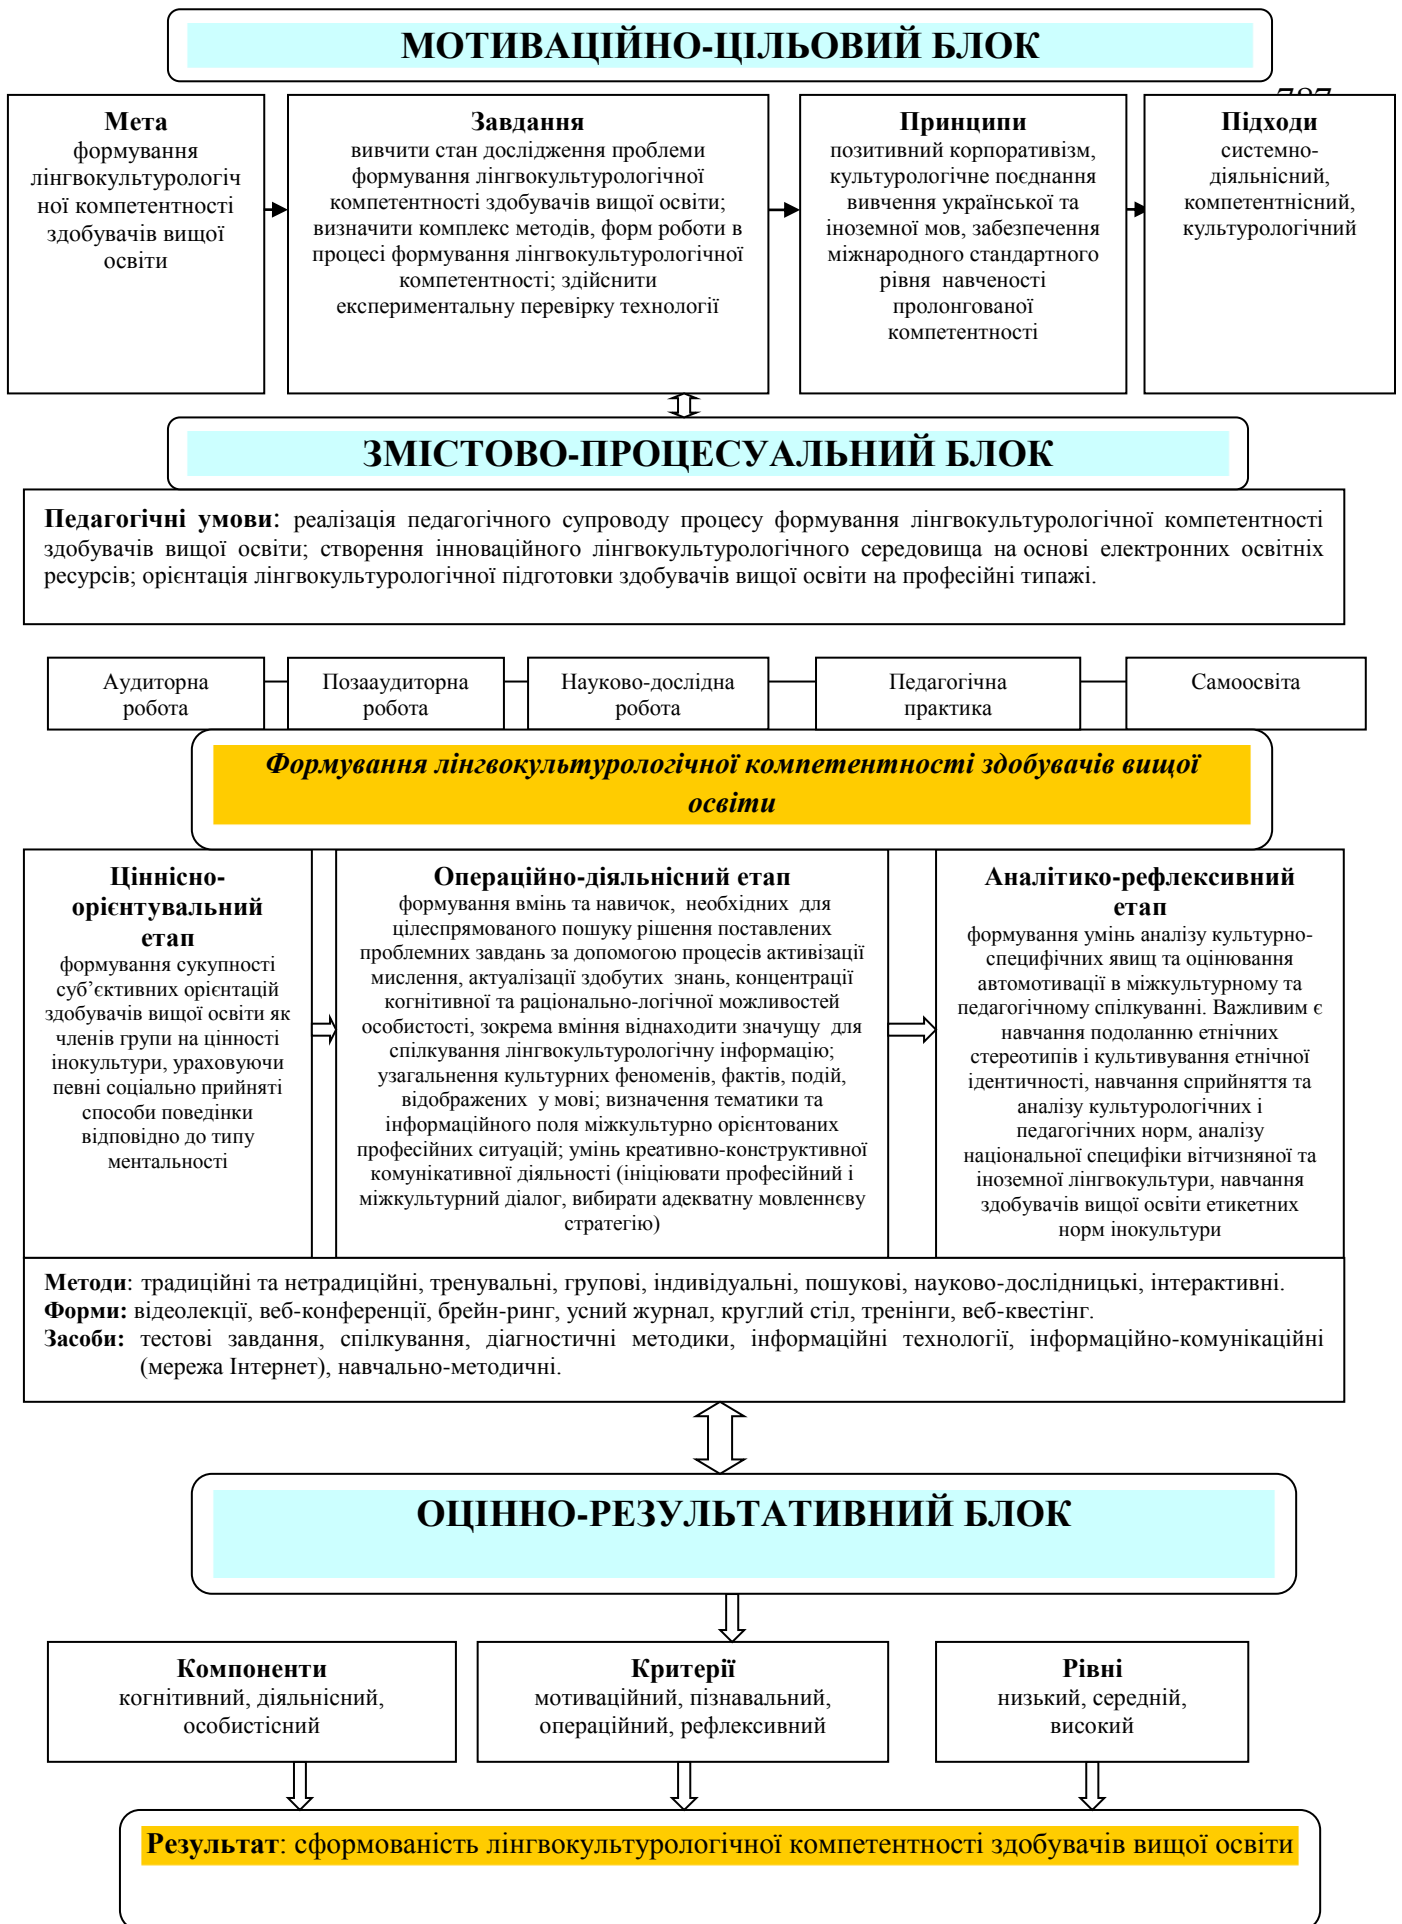 МОТИВАЦІЙНО-ЦІЛЬОВИЙ БЛОК
Мета
формування
лінгвокультурологіч
ної компетентності
здобувачів вищої
освіти
Завдання
вивчити стан дослідження проблеми
формування лінгвокультурологічної
компетентності здобувачів вищої освіти;
визначити комплекс методів, форм роботи в
процесі формування лінгвокультурологічної
компетентності; здійснити
експериментальну перевірку технології
Принципи
позитивний корпоративізм,
культурологічне поєднання
вивчення української та
іноземної мов, забезпечення
міжнародного стандартного
рівня навченості
пролонгованої
компетентності
Підходи
системно-
діяльнісний,
компетентнісний,
культурологічний
ЗМІСТОВО-ПРОЦЕСУАЛЬНИЙ БЛОК
Педагогічні умови: реалізація педагогічного супроводу процесу формування лінгвокультурологічної компетентності
здобувачів вищої освіти; створення інноваційного лінгвокультурологічного середовища на основі електронних освітніх
ресурсів; орієнтація лінгвокультурологічної підготовки здобувачів вищої освіти на професійні типажі.
Аудиторна
робота
Позааудиторна
робота
Науково-дослідна
робота
Педагогічна
практика
Самоосвіта
Формування лінгвокультурологічної компетентності здобувачів вищої
освіти
Ціннісно-
орієнтувальний
етап
формування сукупності
суб’єктивних орієнтацій
здобувачів вищої освіти як
членів групи на цінності
інокультури, ураховуючи
певні соціально прийняті
способи поведінки
відповідно до типу
ментальності
Операційно-діяльнісний етап
формування вмінь та навичок, необхідних для
цілеспрямованого пошуку рішення поставлених
проблемних завдань за допомогою процесів активізації
мислення, актуалізації здобутих знань, концентрації
когнітивної та раціонально-логічної можливостей
особистості, зокрема вміння віднаходити значущу для
спілкування лінгвокультурологічну інформацію;
узагальнення культурних феноменів, фактів, подій,
відображених у мові; визначення тематики та
інформаційного поля міжкультурно орієнтованих
професійних ситуацій; умінь креативно-конструктивної
комунікативної діяльності (ініціювати професійний і
міжкультурний діалог, вибирати адекватну мовленнєву
стратегію)
Аналітико-рефлексивний
етап
формування умінь аналізу культурно-
специфічних явищ та оцінювання
автомотивації в міжкультурному та
педагогічному спілкуванні. Важливим є
навчання подоланню етнічних
стереотипів і культивування етнічної
ідентичності, навчання сприйняття та
аналізу культурологічних і
педагогічних норм, аналізу
національної специфіки вітчизняної та
іноземної лінгвокультури, навчання
здобувачів вищої освіти етикетних
норм інокультури
Методи: традиційні та нетрадиційні, тренувальні, групові, індивідуальні, пошукові, науково-дослідницькі, інтерактивні.
Форми: відеолекції, веб-конференції, брейн-ринг, усний журнал, круглий стіл, тренінги, веб-квестінг.
Засоби: тестові завдання, спілкування, діагностичні методики, інформаційні технології, інформаційно-комунікаційні
(мережа Інтернет), навчально-методичні.
ОЦІННО-РЕЗУЛЬТАТИВНИЙ БЛОК
Компоненти
когнітивний, діяльнісний,
особистісний
Критерії
мотиваційний, пізнавальний,
операційний, рефлексивний
Рівні
низький, середній,
високий
Результат: сформованість лінгвокультурологічної компетентності здобувачів вищої освіти